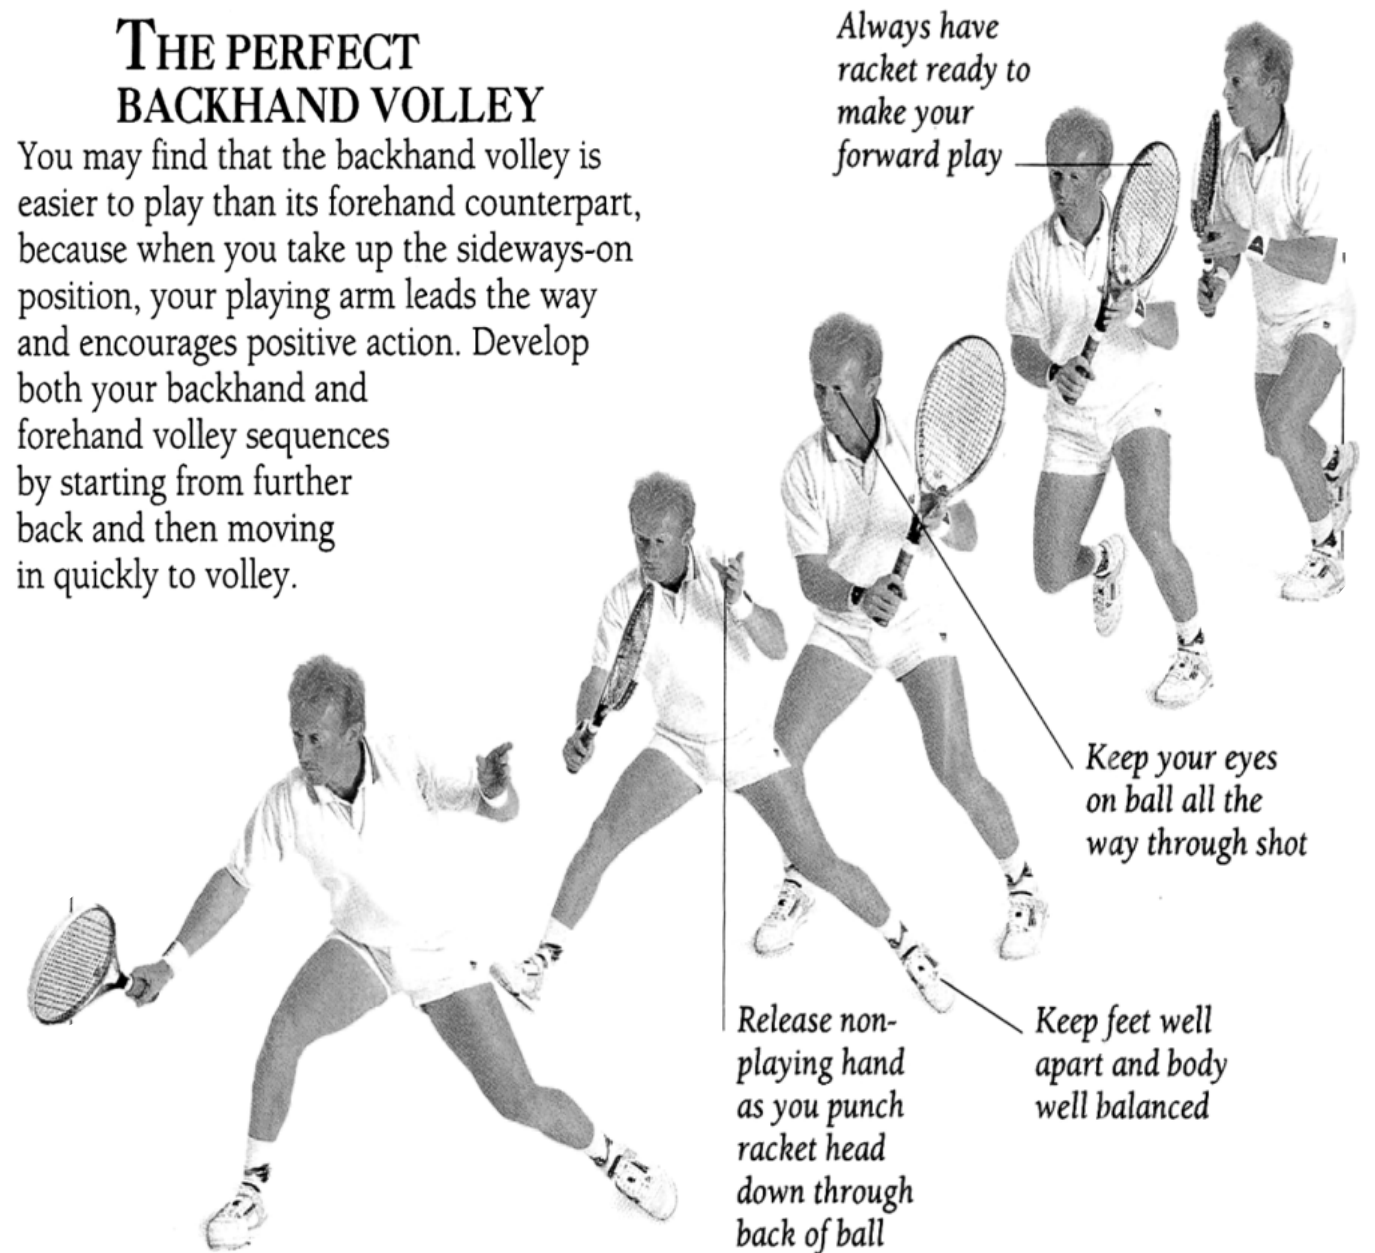 THE PERFECT
BACKHAND VOLLEY
You may find that the backhand volley is
easier to play than its forehand counterpart,
because when you take up the sideways-on
position, your playing arm leads the way
and encourages positive action. Develop
both your backhand and
forehand volley sequences
by starting from further
back and then moving
in quickly to volley.
Always have
racket ready to
make your
forward play
Keep your eyes
on ball all the
way through shot
Release non-
playing hand
as you punch
racket head
down through
back of ball
Keep feet well
apart and body
well balanced